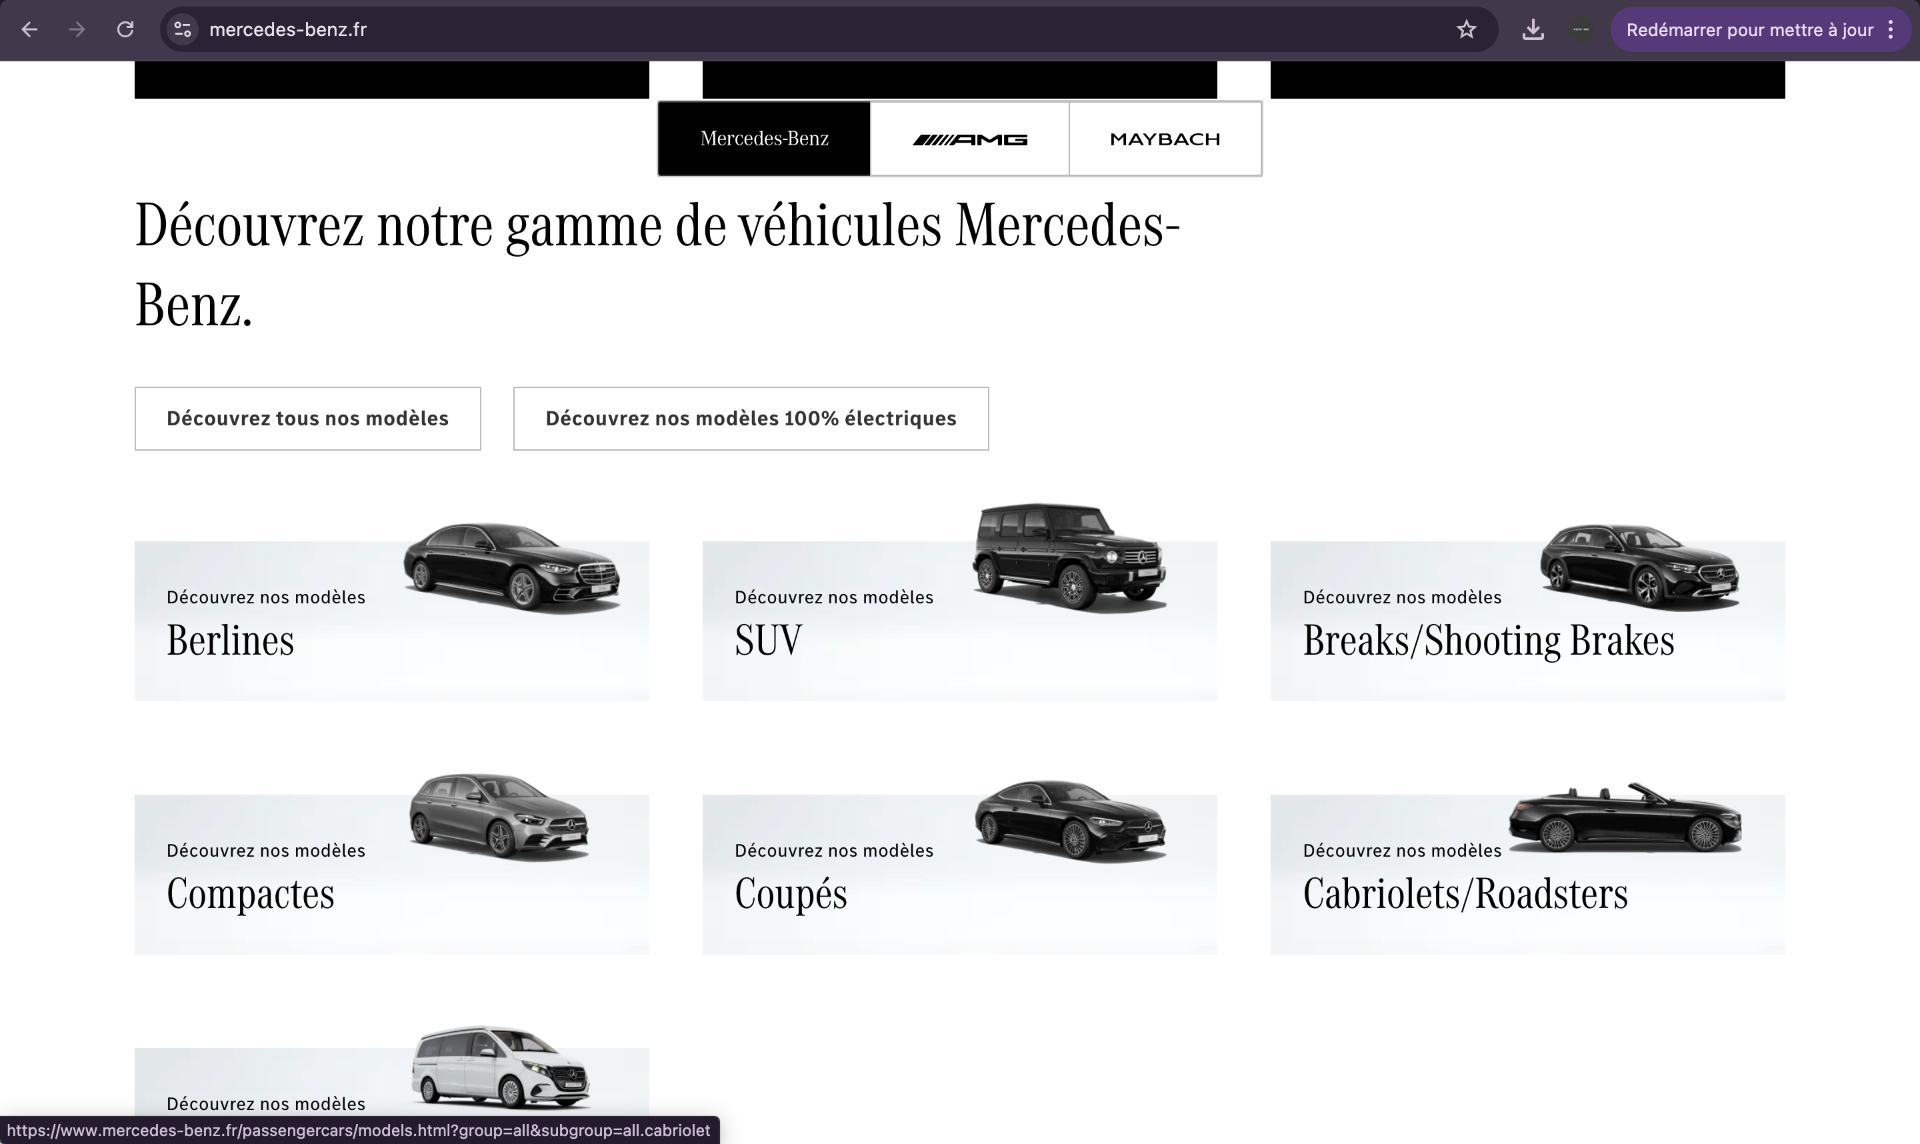 mercedes-benz.fr
Redémarrer pour mettre à jour
Mercedes-Benz
AMG
MAYBACH
Découvrez notre gamme de véhicules Mercedes-
Benz.
Découvrez tous nos modèles
Découvrez nos modèles 100% électriques
Découvrez nos modèles
Berlines
Découvrez nos modèles
SUV
Découvrez nos modèles
Breaks/Shooting Brakes
Découvrez nos modèles
Compactes
Découvrez nos modèles
Coupés
Découvrez nos modèles
Cabriolets/Roadsters
Découvrez nos modèles
https://www.mercedes-benz.fr/passengercars/models.html?group=all&subgroup=all.cabriolet